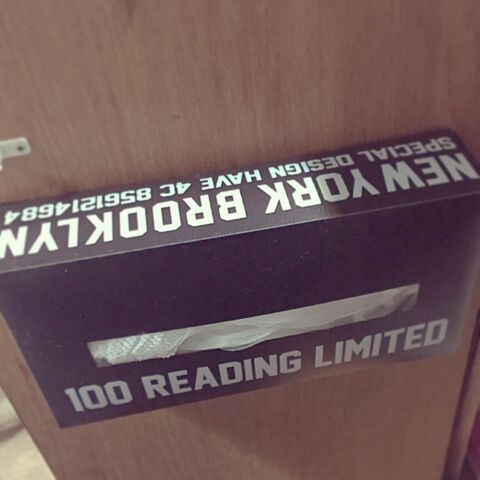 NEW YORK BROOKLYN
SPECIAL DESIGN HAVE 4C 8561214684
100 READING LIMITED